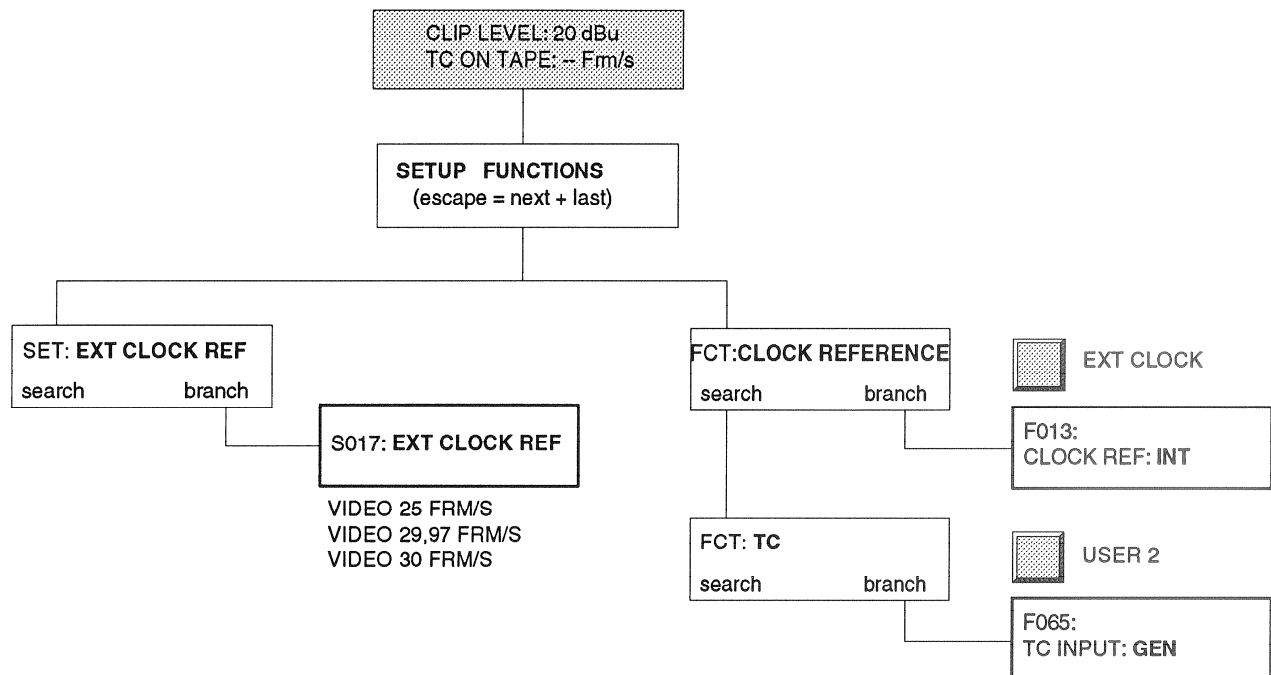 CLIP LEVEL: 20 dBu
TC ON TAPE: -- Frm/s
SETUP FUNCTIONS
(escape = next + last)
SET: EXT CLOCK REF
search branch
S017: EXT CLOCK REF
VIDEO 25 FRM/S
VIDEO 29,97 FRM/S
VIDEO 30 FRM/S
FCT:CLOCK REFERENCE
search branch
EXT CLOCK
F013:
CLOCK REF: INT
FCT: TC
search branch
USER 2
F065:
TC INPUT: GEN